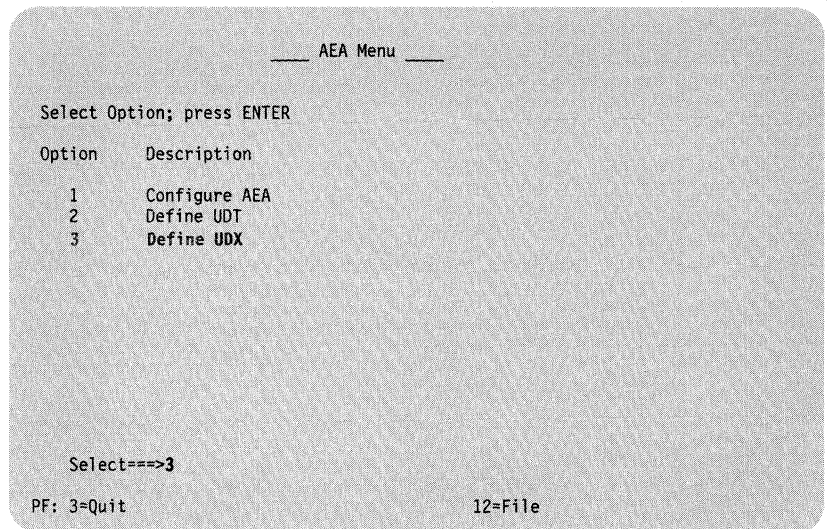 ____ AEA Menu ____
Select Option; press ENTER
Option Description
1 Configure AEA
2 Define UDT
3 Define UDX
Select===>3
PF: 3=Quit 12=File